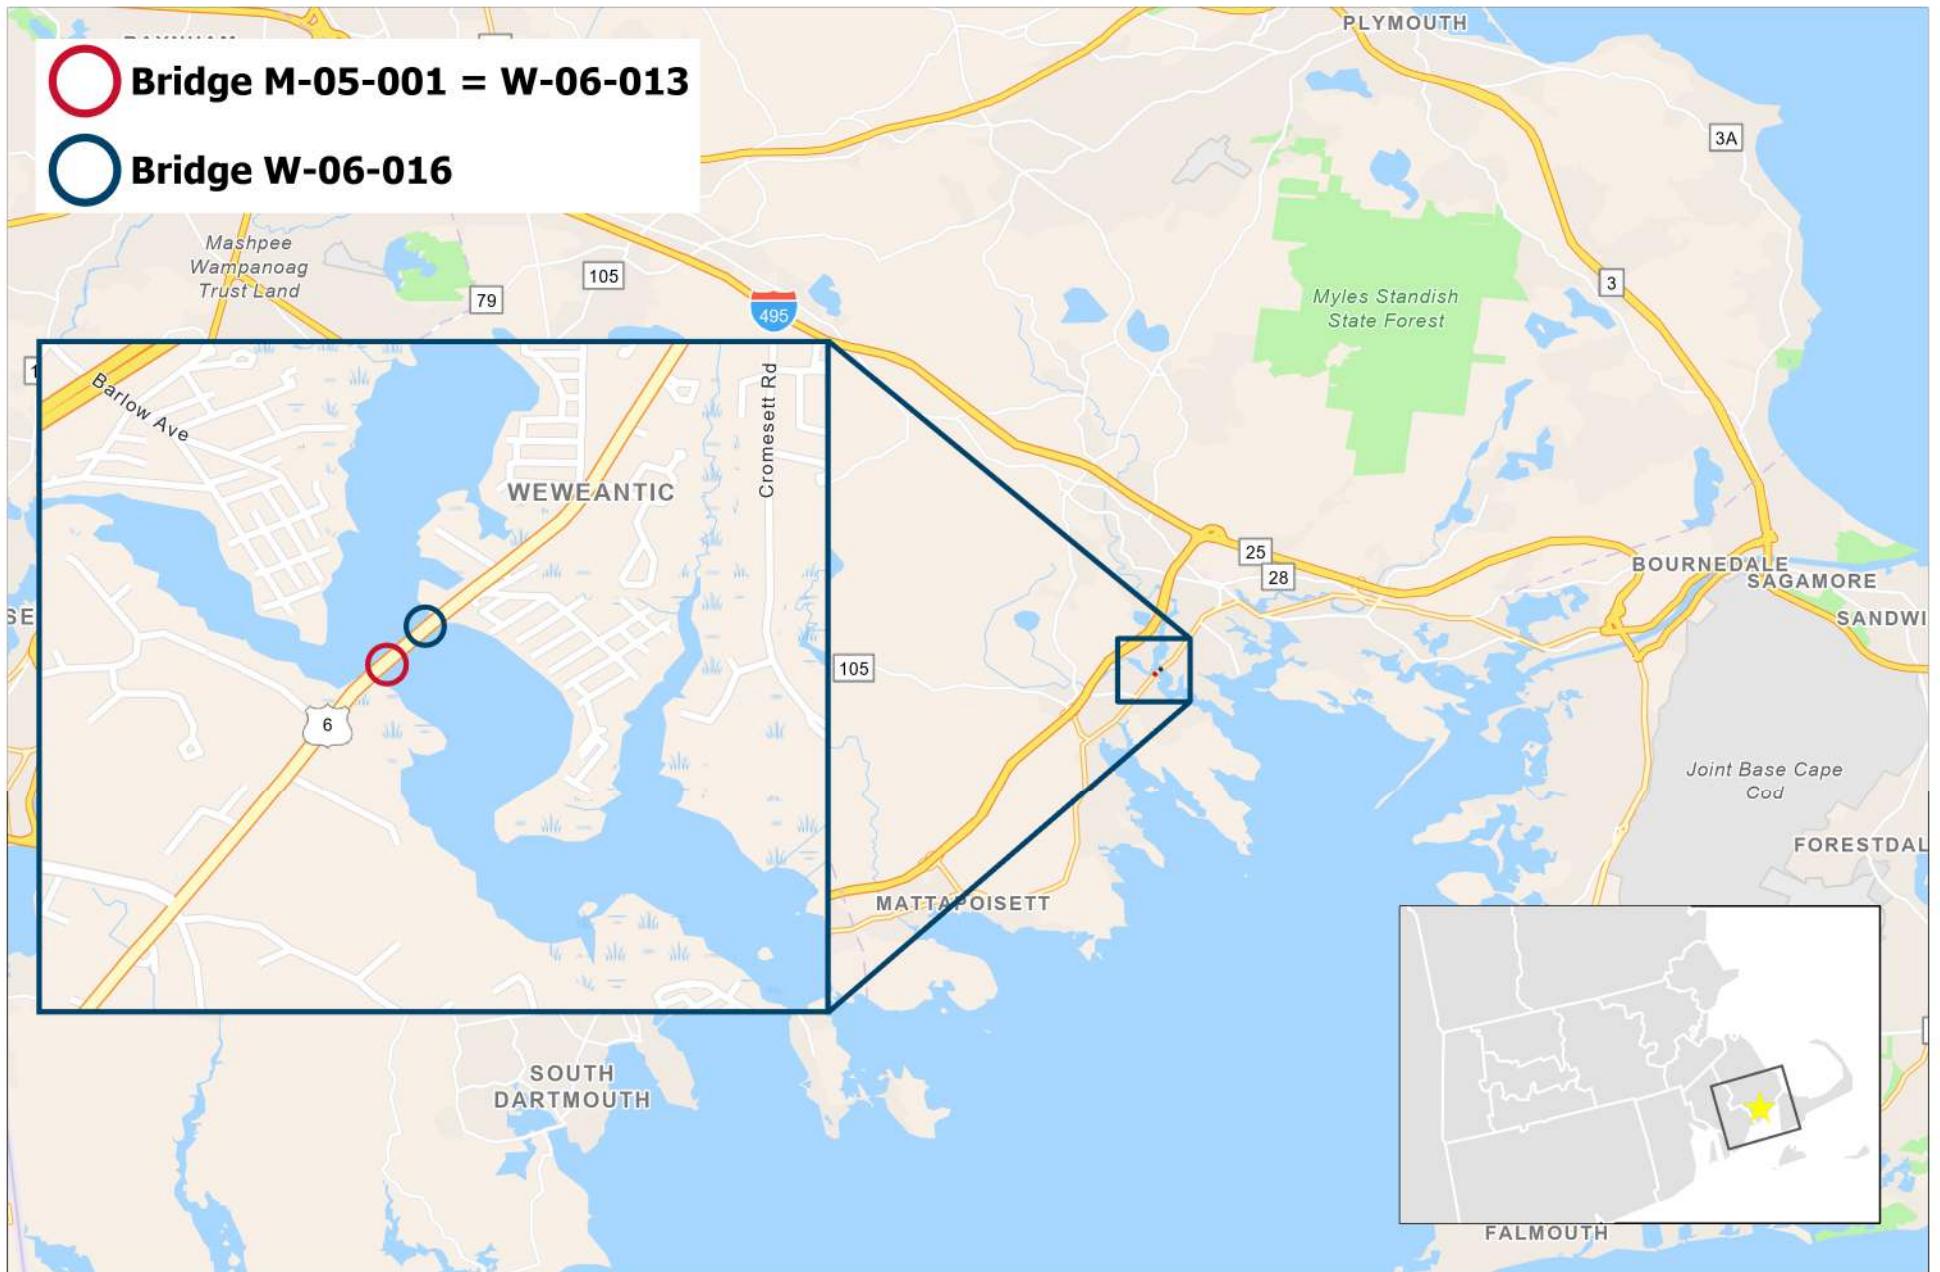 PLYMOUTH
Bridge M-05-001 = W-06-013
Bridge W-06-016
3A
Mashpee
Wampanoag
Trust Land
105
79
3
495
Myles Standish
State Forest
Barlow Ave
Cromesett Rd
WEWEANTIC
25
28
BOURNEDALE
SAGAMORE
SANDWI
SE
105
6
Joint Base Cape
Cod
FORESTDAL
MATTAPOISETT
SOUTH
DARTMOUTH
FALMOUTH